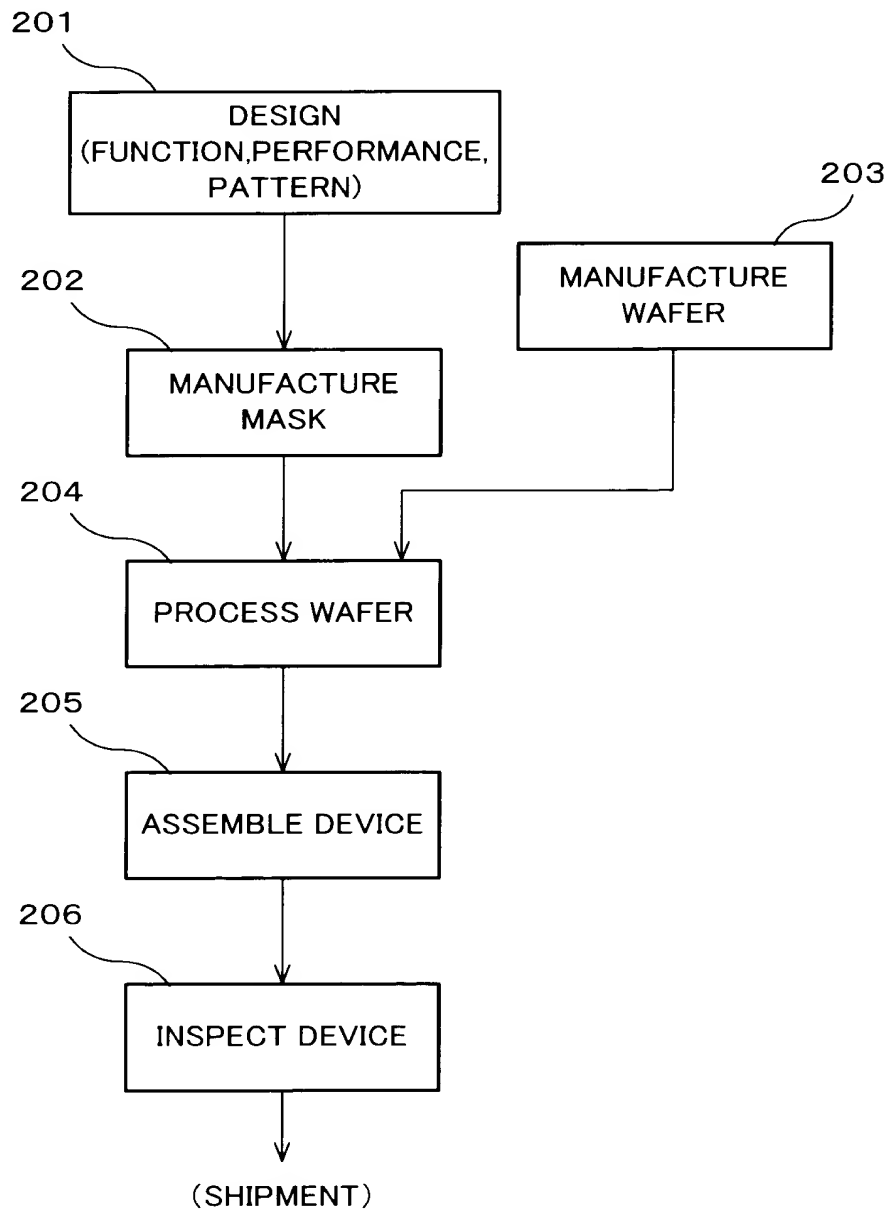 201
DESIGN
(FUNCTION,PERFORMANCE,
PATTERN)
203
MANUFACTURE
WAFER
202
MANUFACTURE
MASK
204
PROCESS WAFER
205
ASSEMBLE DEVICE
206
INSPECT DEVICE
(SHIPMENT)